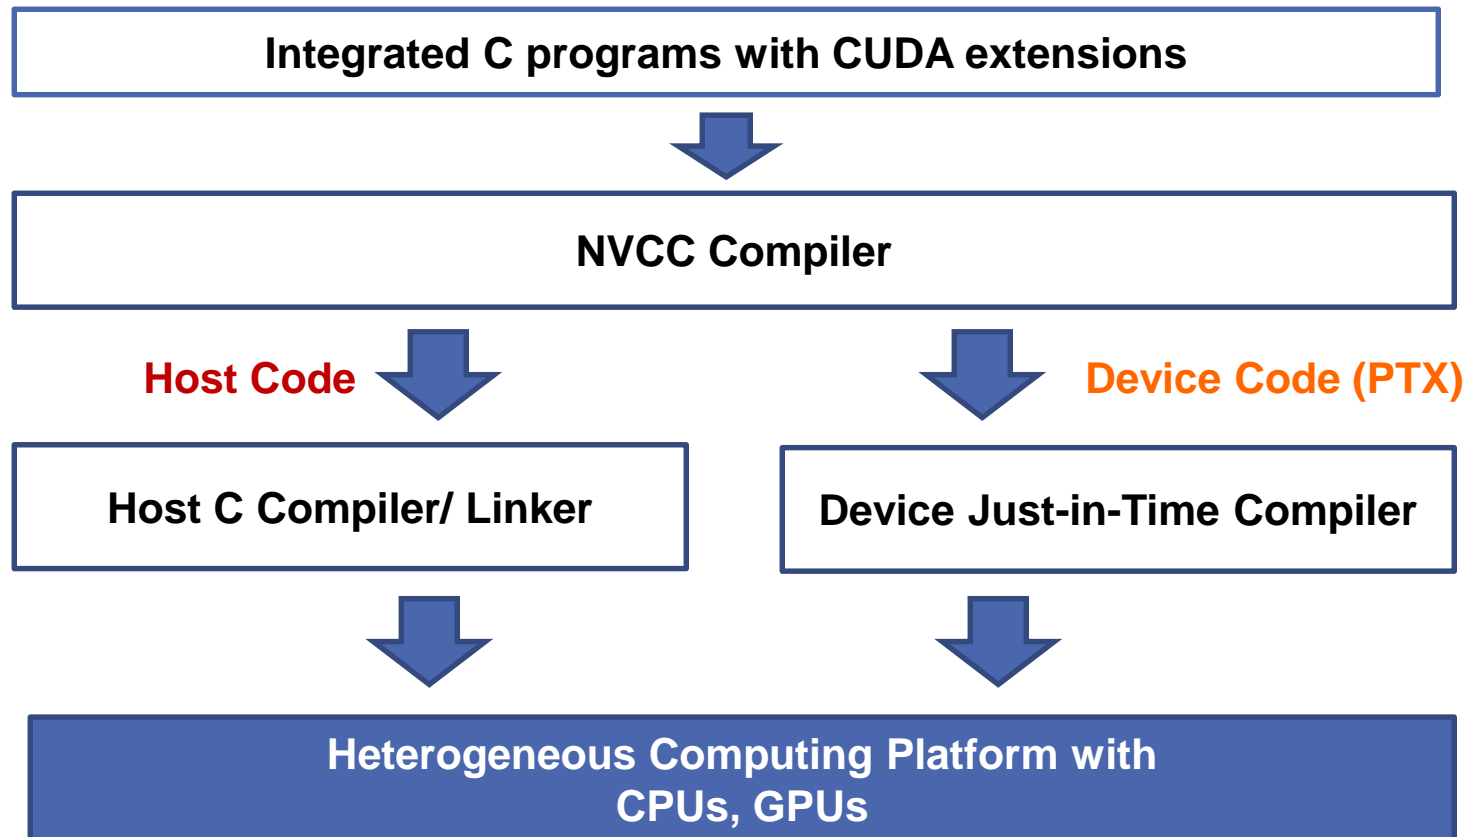 Integrated C programs with CUDA extensions
NVCC Compiler
Host Code
Device Code (PTX)
Host C Compiler/ Linker
Device Just-in-Time Compiler
Heterogeneous Computing Platform with
CPUs, GPUs